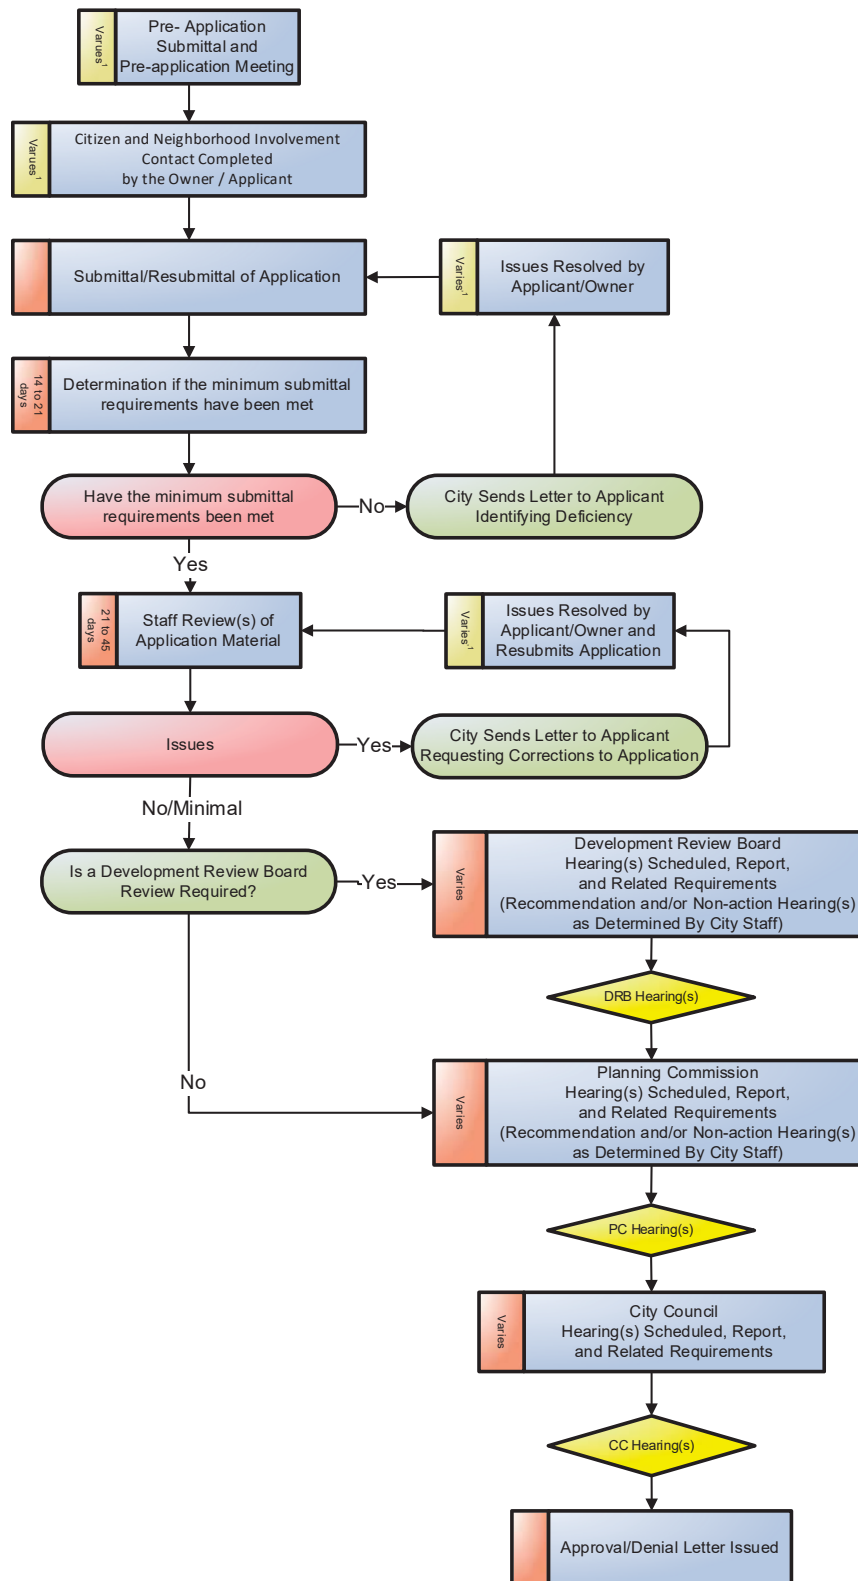 Varues¹
Pre- Application
Submittal and
Pre-application Meeting
Varues¹
Citizen and Neighborhood Involvement
Contact Completed
by the Owner / Applicant
Submittal/Resubmittal of Application
Varies¹
Issues Resolved by
Applicant/Owner
14 to 21
days
Determination if the minimum submittal
requirements have been met
Have the minimum submittal
requirements been met
No
City Sends Letter to Applicant
Identifying Deficiency
Yes
21 to 45
days
Staff Review(s) of
Application Material
Varies¹
Issues Resolved by
Applicant/Owner and
Resubmits Application
Issues
Yes
City Sends Letter to Applicant
Requesting Corrections to Application
No/Minimal
Is a Development Review Board
Review Required?
Yes
Varies
Development Review Board
Hearing(s) Scheduled, Report,
and Related Requirements
(Recommendation and/or Non-action Hearing(s)
as Determined By City Staff)
DRB Hearing(s)
No
Varies
Planning Commission
Hearing(s) Scheduled, Report,
and Related Requirements
(Recommendation and/or Non-action Hearing(s)
as Determined By City Staff)
PC Hearing(s)
Varies
City Council
Hearing(s) Scheduled, Report,
and Related Requirements
CC Hearing(s)
Approval/Denial Letter Issued